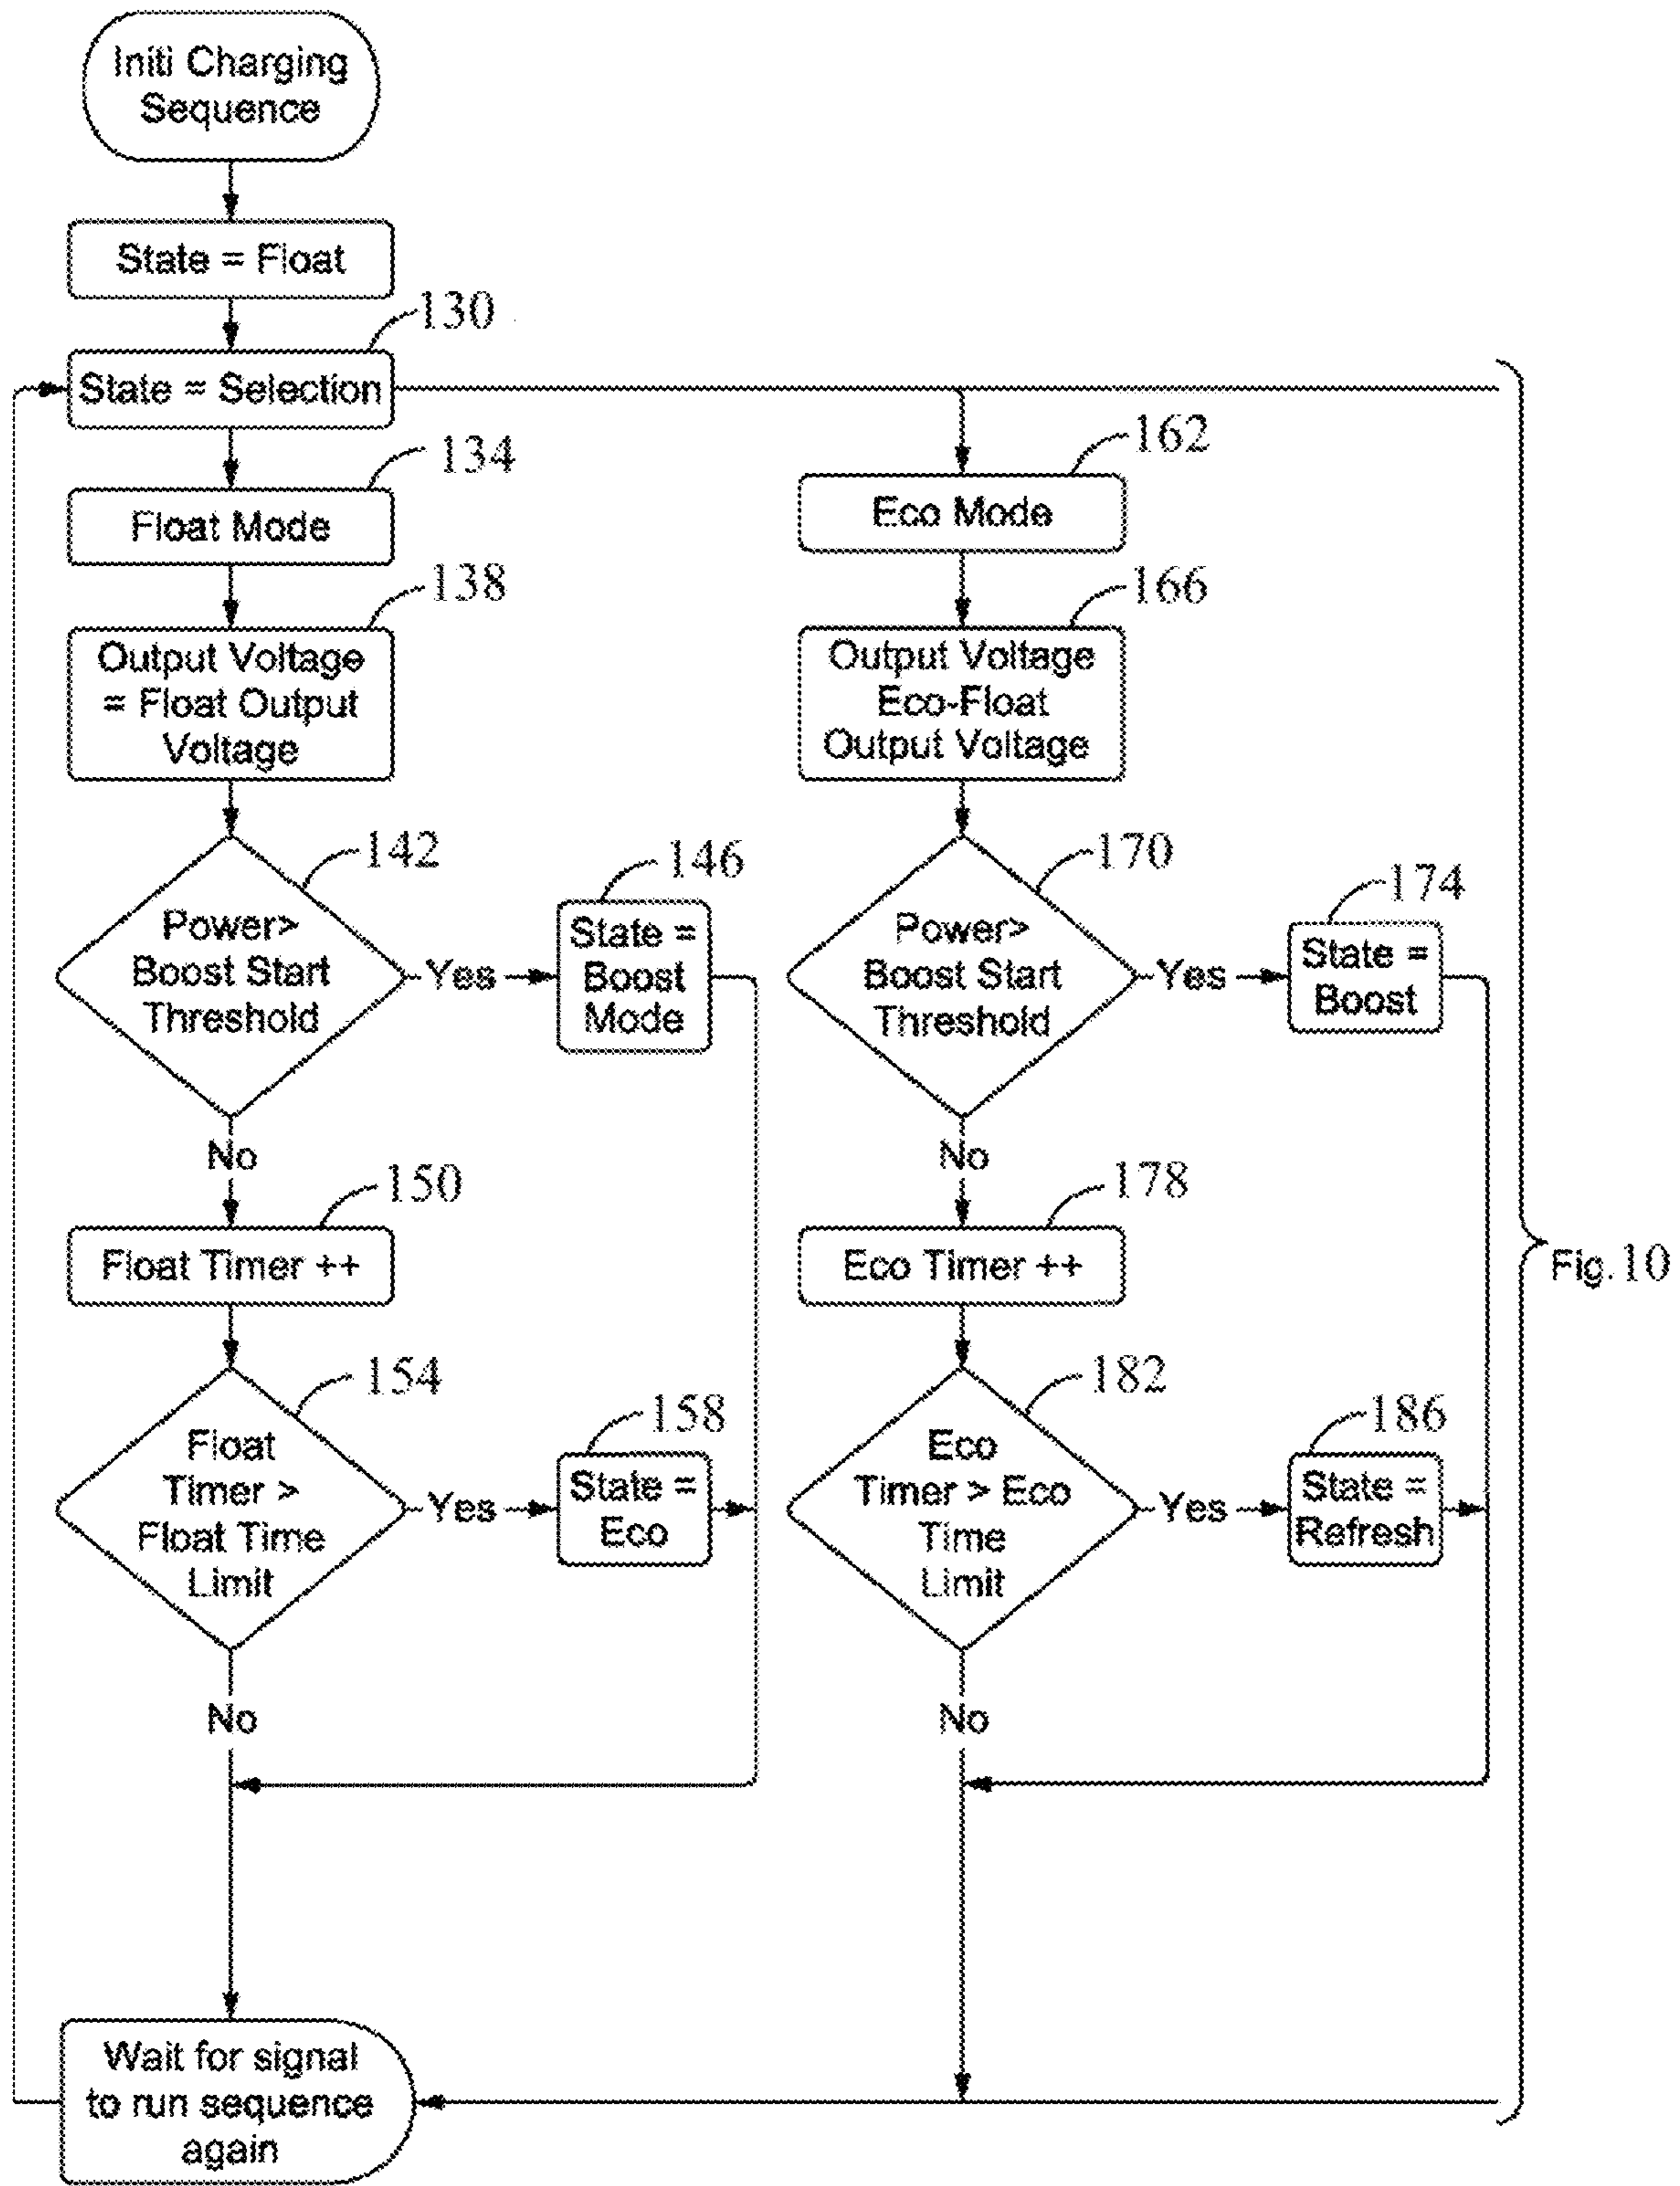 Initi Charging
Sequence
State = Float
130
State = Selection
134
Float Mode
138
Output Voltage
= Float Output
Voltage
142
Power>
Boost Start
Threshold
Yes
146
State =
Boost
Mode
No
150
Float Timer ++
154
Float
Timer >
Float Time
Limit
Yes
158
State =
Eco
No
162
Eco Mode
166
Output Voltage
Eco-Float
Output Voltage
170
Power>
Boost Start
Threshold
Yes
174
State =
Boost
No
178
Eco Timer ++
182
Eco
Timer > Eco
Time
Limit
Yes
186
State =
Refresh
No
Wait for signal
to run sequence
again
Fig.10